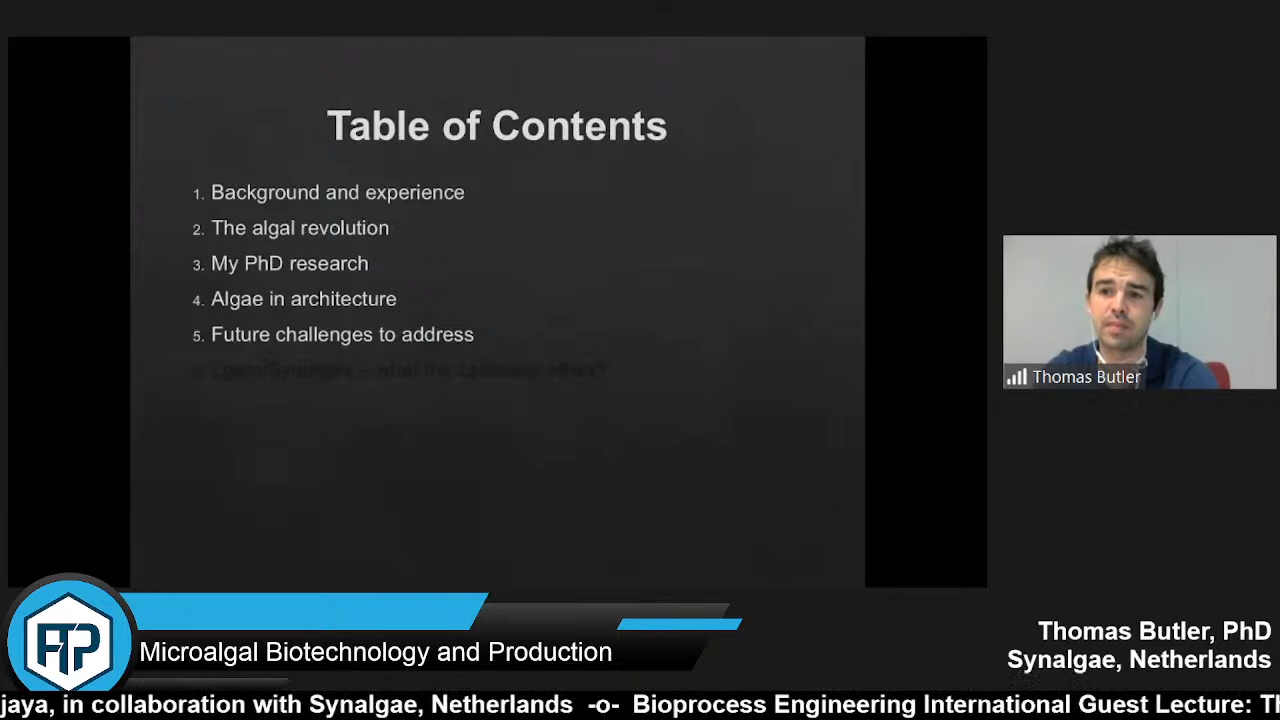 Table of Contents
1. Background and experience
2. The algal revolution
3. My PhD research
4. Algae in architecture
5. Future challenges to address
Thomas Butler
Microalgal Biotechnology and Production
Thomas Butler, PhD
Synalgae, Netherlands
jaya, in collaboration with Synalgae, Netherlands -o- Bioprocess Engineering International Guest Lecture: